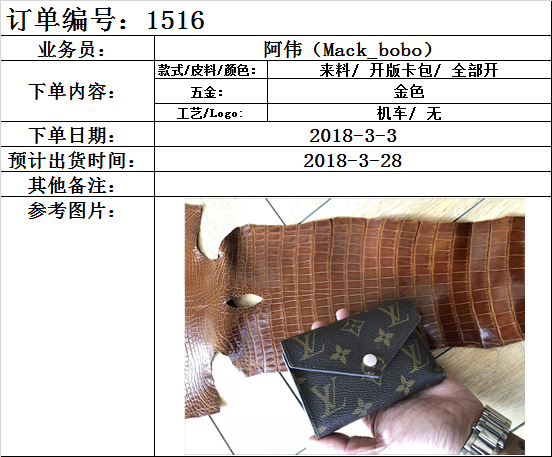 订单编号：1516
业务员： 阿伟（Mack_bobo）
下单内容：
款式/皮料/颜色： 来料/ 开版卡包/ 全部开
五金： 金色
工艺/Logo: 机车/ 无
下单日期： 2018-3-3
预计出货时间： 2018-3-28
其他备注：
参考图片：
LV
LV
LV
LV